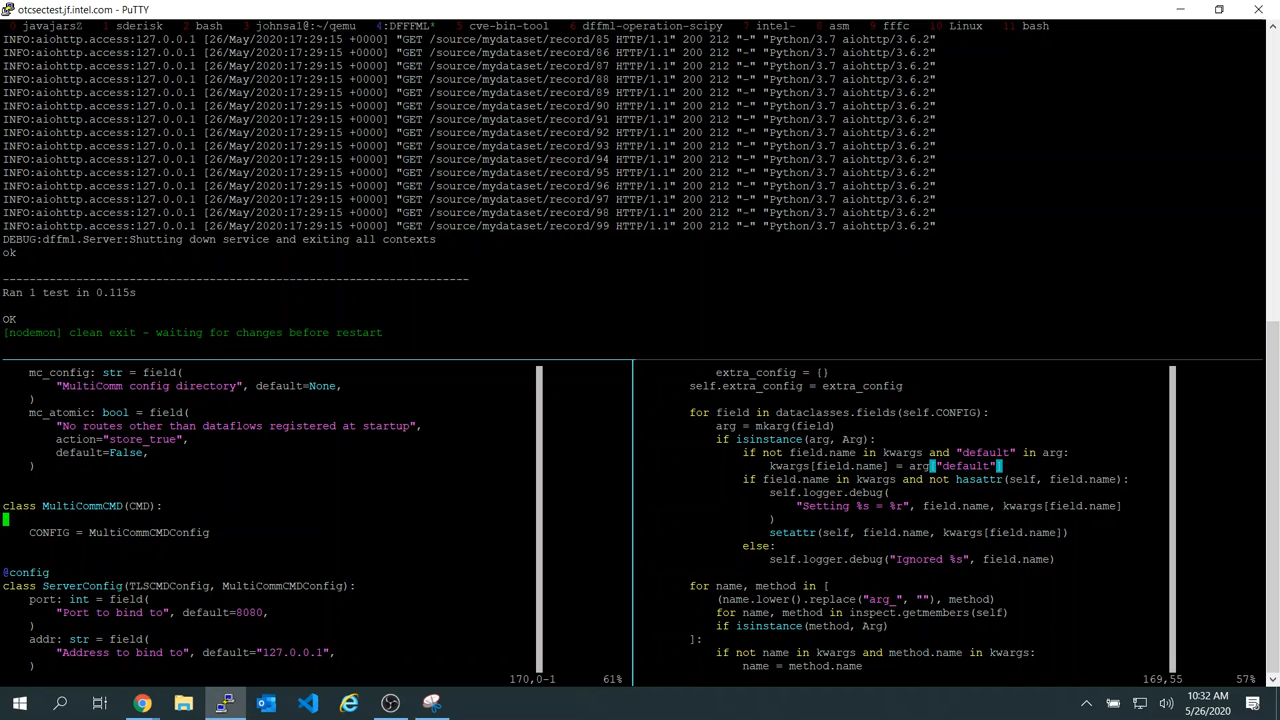 otcsectest.jf.intel.com - PuTTY
0 javajarsZ 1 sderisk 2 bash 3 johnsa1@:~/qemu 4:DFFFML* 5 cve-bin-tool 6 dffml-operation-scipy 7 intel- 8 asm 9 fffc 10 Linux 11 bash
INFO:aiohttp.access:127.0.0.1 [26/May/2020:17:29:15 +0000] "GET /source/mydataset/record/85 HTTP/1.1" 200 212 "-" "Python/3.7 aiohttp/3.6.2"
INFO:aiohttp.access:127.0.0.1 [26/May/2020:17:29:15 +0000] "GET /source/mydataset/record/86 HTTP/1.1" 200 212 "-" "Python/3.7 aiohttp/3.6.2"
INFO:aiohttp.access:127.0.0.1 [26/May/2020:17:29:15 +0000] "GET /source/mydataset/record/87 HTTP/1.1" 200 212 "-" "Python/3.7 aiohttp/3.6.2"
INFO:aiohttp.access:127.0.0.1 [26/May/2020:17:29:15 +0000] "GET /source/mydataset/record/88 HTTP/1.1" 200 212 "-" "Python/3.7 aiohttp/3.6.2"
INFO:aiohttp.access:127.0.0.1 [26/May/2020:17:29:15 +0000] "GET /source/mydataset/record/89 HTTP/1.1" 200 212 "-" "Python/3.7 aiohttp/3.6.2"
INFO:aiohttp.access:127.0.0.1 [26/May/2020:17:29:15 +0000] "GET /source/mydataset/record/90 HTTP/1.1" 200 212 "-" "Python/3.7 aiohttp/3.6.2"
INFO:aiohttp.access:127.0.0.1 [26/May/2020:17:29:15 +0000] "GET /source/mydataset/record/91 HTTP/1.1" 200 212 "-" "Python/3.7 aiohttp/3.6.2"
INFO:aiohttp.access:127.0.0.1 [26/May/2020:17:29:15 +0000] "GET /source/mydataset/record/92 HTTP/1.1" 200 212 "-" "Python/3.7 aiohttp/3.6.2"
INFO:aiohttp.access:127.0.0.1 [26/May/2020:17:29:15 +0000] "GET /source/mydataset/record/93 HTTP/1.1" 200 212 "-" "Python/3.7 aiohttp/3.6.2"
INFO:aiohttp.access:127.0.0.1 [26/May/2020:17:29:15 +0000] "GET /source/mydataset/record/94 HTTP/1.1" 200 212 "-" "Python/3.7 aiohttp/3.6.2"
INFO:aiohttp.access:127.0.0.1 [26/May/2020:17:29:15 +0000] "GET /source/mydataset/record/95 HTTP/1.1" 200 212 "-" "Python/3.7 aiohttp/3.6.2"
INFO:aiohttp.access:127.0.0.1 [26/May/2020:17:29:15 +0000] "GET /source/mydataset/record/96 HTTP/1.1" 200 212 "-" "Python/3.7 aiohttp/3.6.2"
INFO:aiohttp.access:127.0.0.1 [26/May/2020:17:29:15 +0000] "GET /source/mydataset/record/97 HTTP/1.1" 200 212 "-" "Python/3.7 aiohttp/3.6.2"
INFO:aiohttp.access:127.0.0.1 [26/May/2020:17:29:15 +0000] "GET /source/mydataset/record/98 HTTP/1.1" 200 212 "-" "Python/3.7 aiohttp/3.6.2"
INFO:aiohttp.access:127.0.0.1 [26/May/2020:17:29:15 +0000] "GET /source/mydataset/record/99 HTTP/1.1" 200 212 "-" "Python/3.7 aiohttp/3.6.2"
DEBUG:dffml.Server:Shutting down service and exiting all contexts
ok
----------------------------------------------------------------------
Ran 1 test in 0.115s
OK
[nodemon] clean exit - waiting for changes before restart
mc_config: str = field(
"MultiComm config directory", default=None,
)
mc_atomic: bool = field(
"No routes other than dataflows registered at startup",
action="store_true",
default=False,
)
class MultiCommCMD(CMD):
CONFIG = MultiCommCMDConfig
@config
class ServerConfig(TLSCMDConfig, MultiCommCMDConfig):
port: int = field(
"Port to bind to", default=8080,
)
addr: str = field(
"Address to bind to", default="127.0.0.1",
)
170,0-1 61%
extra_config = {}
self.extra_config = extra_config
for field in dataclasses.fields(self.CONFIG):
arg = mkarg(field)
if isinstance(arg, Arg):
if not field.name in kwargs and "default" in arg:
kwargs[field.name] = arg["default"]
if field.name in kwargs and not hasattr(self, field.name):
self.logger.debug(
"Setting %s = %r", field.name, kwargs[field.name]
)
setattr(self, field.name, kwargs[field.name])
else:
self.logger.debug("Ignored %s", field.name)
for name, method in [
(name.lower().replace("arg_", ""), method)
for name, method in inspect.getmembers(self)
if isinstance(method, Arg)
]:
if not name in kwargs and method.name in kwargs:
name = method.name
169,55 57%
10:32 AM
5/26/2020